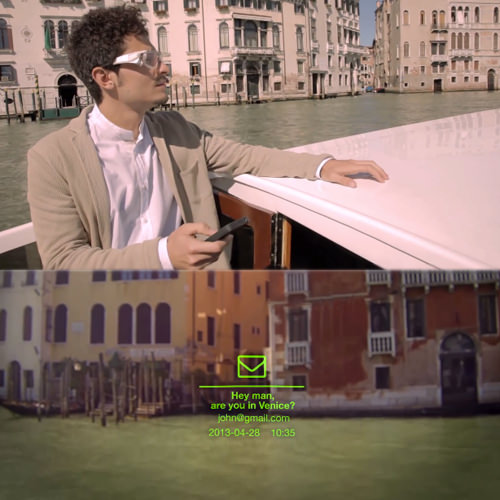 Hey man,
are you in Venice?
john@gmail.com
2013-04-28 10:35